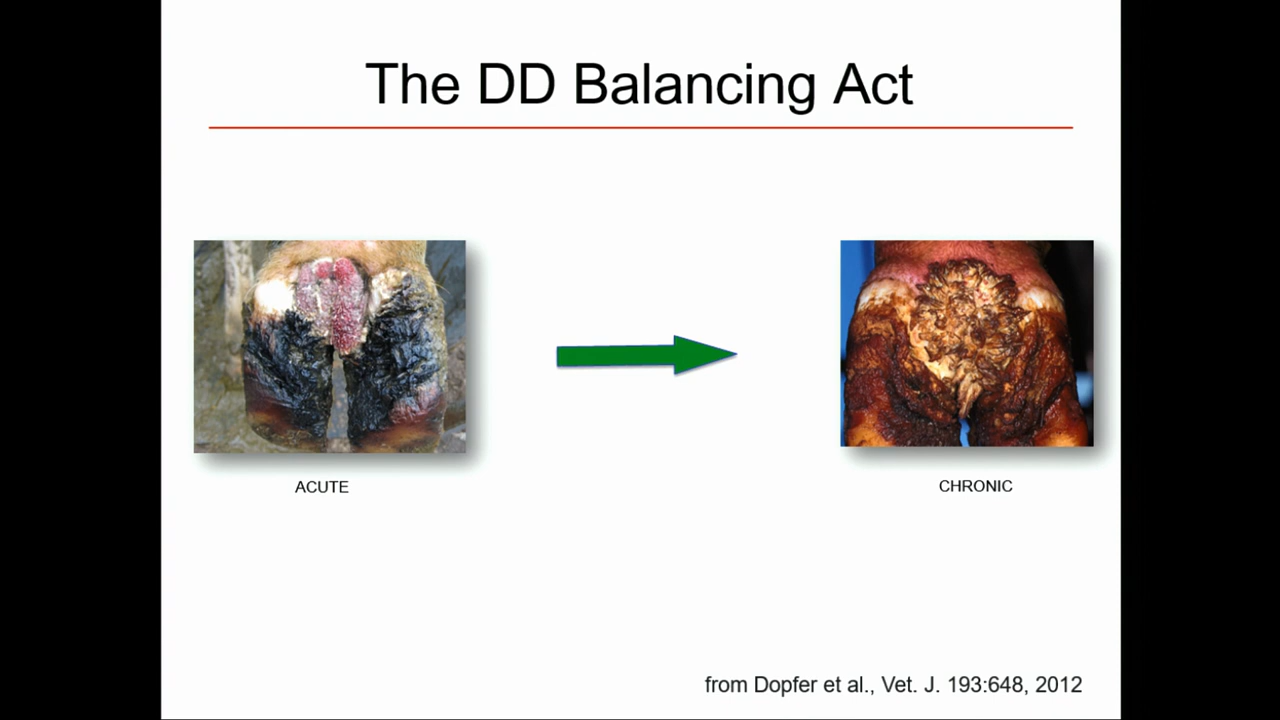 The DD Balancing Act
ACUTE
CHRONIC
from Dopfer et al., Vet. J. 193:648, 2012